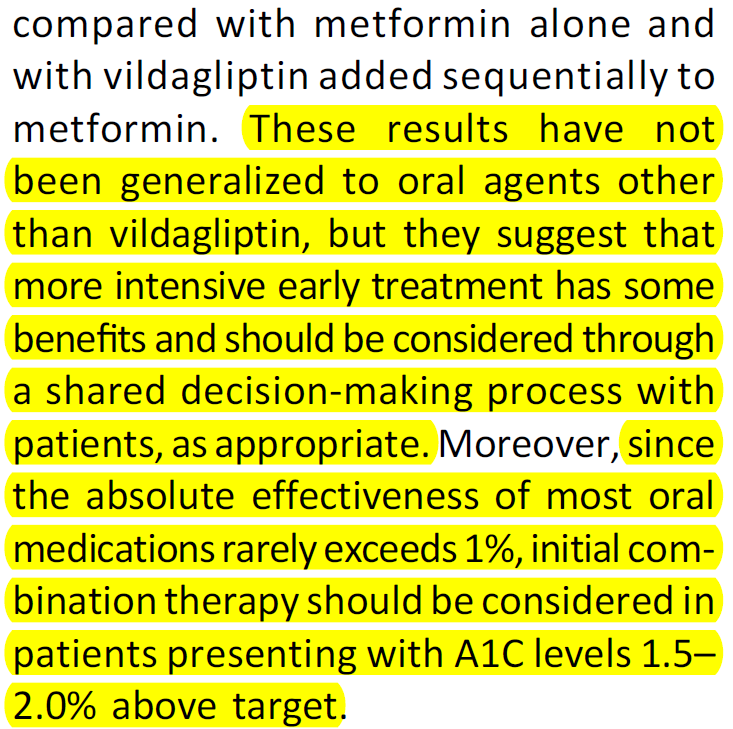 compared with metformin alone and
with vildagliptin added sequentially to
metformin. These results have not
been generalized to oral agents other
than vildagliptin, but they suggest that
more intensive early treatment has some
benefits and should be considered through
a shared decision-making process with
patients, as appropriate. Moreover, since
the absolute effectiveness of most oral
medications rarely exceeds 1%, initial com-
bination therapy should be considered in
patients presenting with A1C levels 1.5–
2.0% above target.